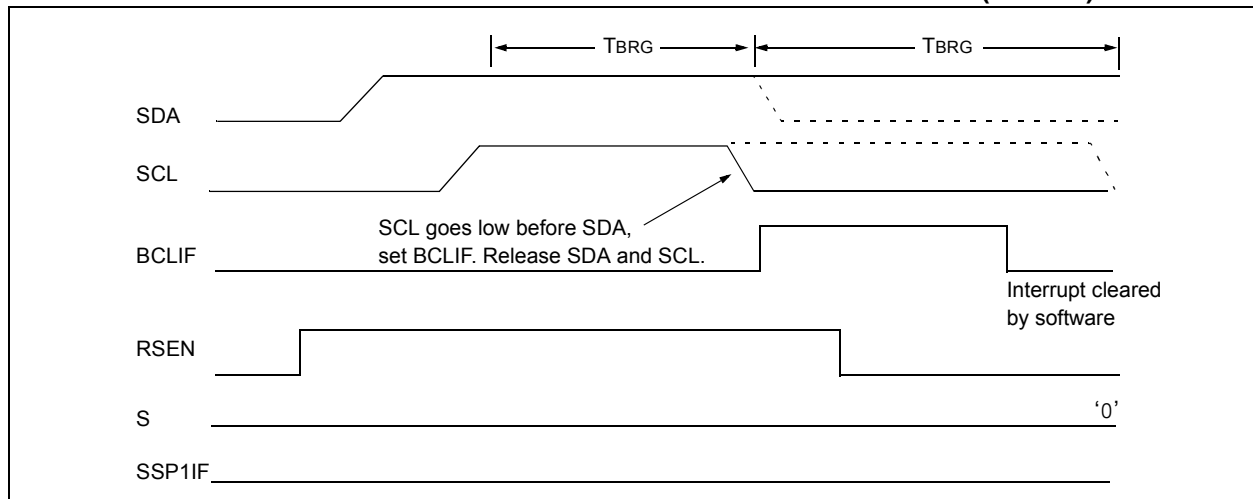 TBRG TBRG
SDA
SCL
SCL goes low before SDA,
set BCLIF. Release SDA and SCL.
BCLIF
Interrupt cleared
by software
RSEN
S ‘0’
SSP1IF